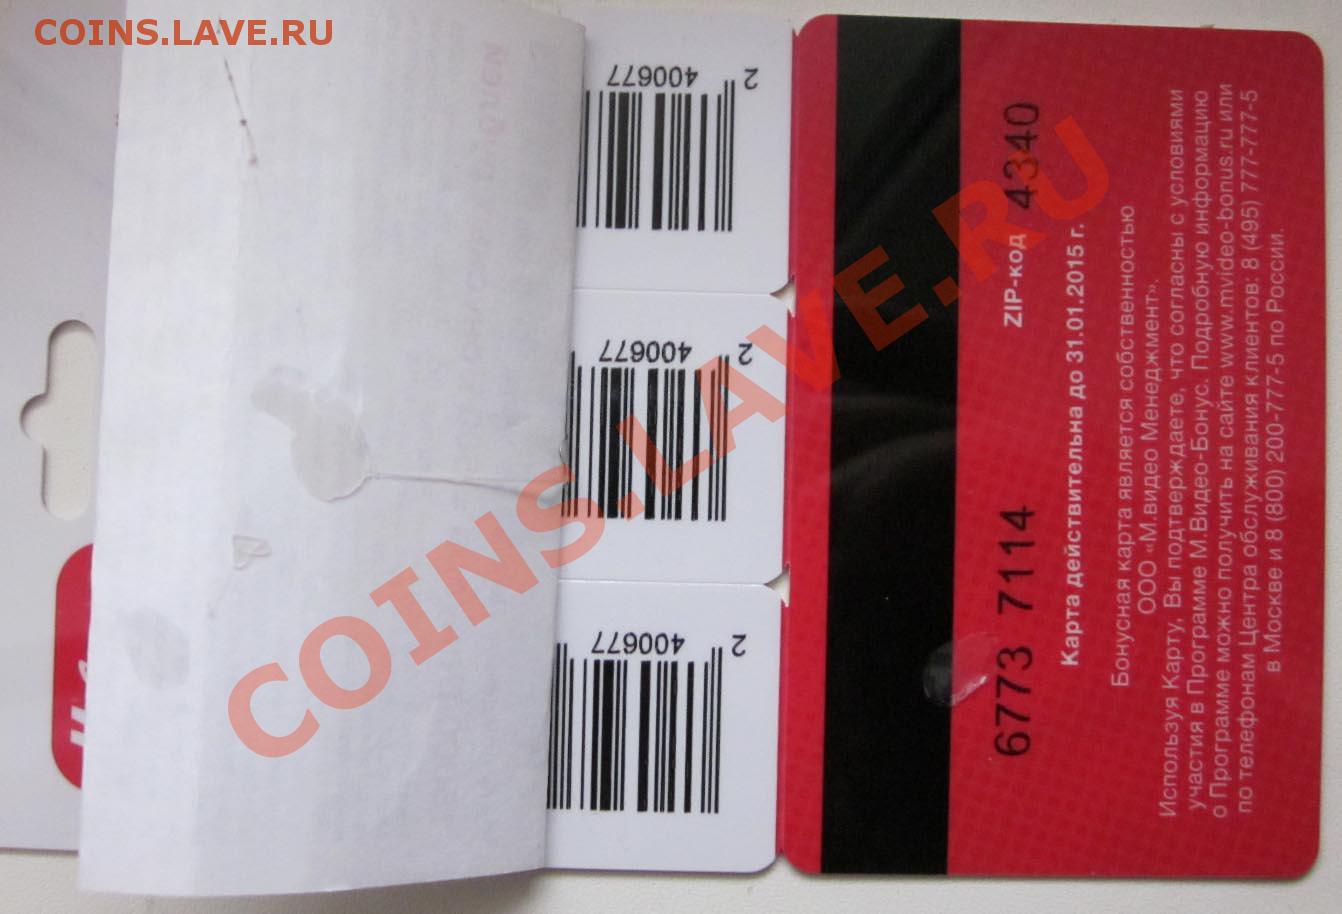 COINS.LAVE.RU
2 400677
2 400677
2 400677
COINS.LAVE.RU
6773 7114 ZIP-код 4340
Карта действительна до 31.01.2015 г.
Бонусная карта является собственностью
ООО «М.видео Менеджмент».
Используя Карту, Вы подтверждаете, что согласны с условиями
участия в Программе М.Видео-Бонус. Подробную информацию
о Программе можно получить на сайте www.mvideo-bonus.ru или
по телефонам Центра обслуживания клиентов: 8 (495) 777-777-5
в Москве и 8 (800) 200-777-5 по России.